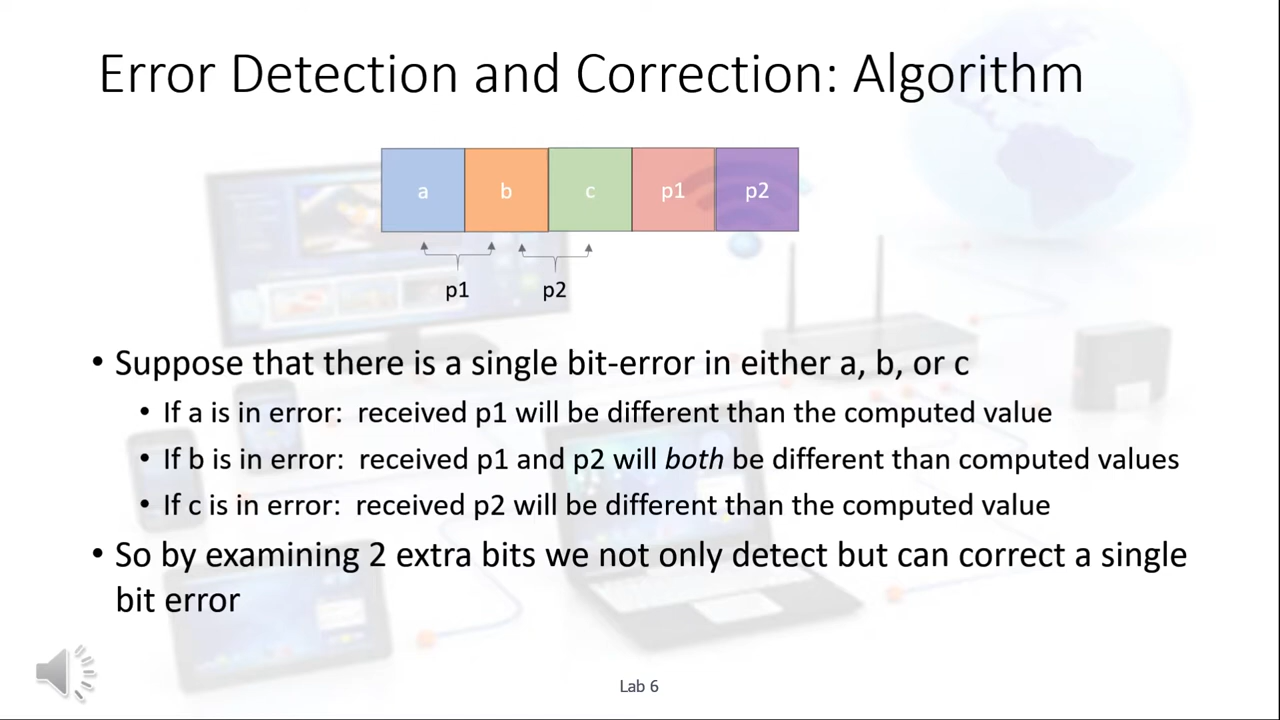 Error Detection and Correction: Algorithm
a b c p1 p2
p1 p2
• Suppose that there is a single bit-error in either a, b, or c
• If a is in error: received p1 will be different than the computed value
• If b is in error: received p1 and p2 will both be different than computed values
• If c is in error: received p2 will be different than the computed value
• So by examining 2 extra bits we not only detect but can correct a single
bit error
Lab 6